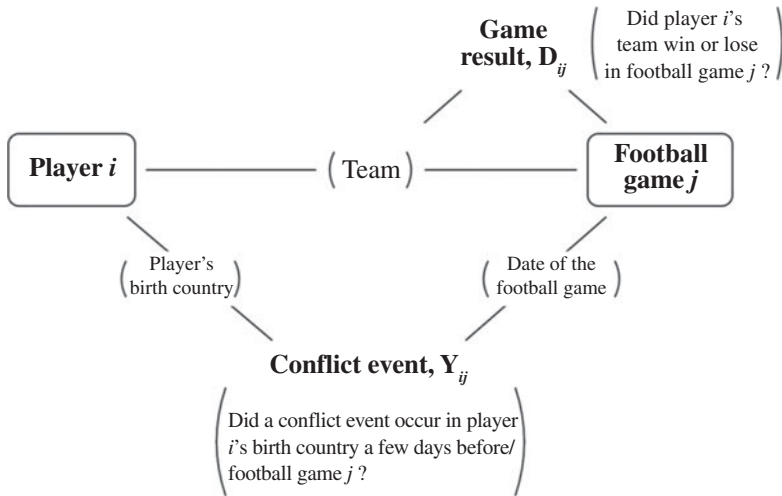 Game
result, D_ij
Did player i's
team win or lose
in football game j ?
Player i
(Team)
Football
game j
Player's
birth country
Date of the
football game
Conflict event, Y_ij
Did a conflict event occur in player
i's birth country a few days before/
football game j ?